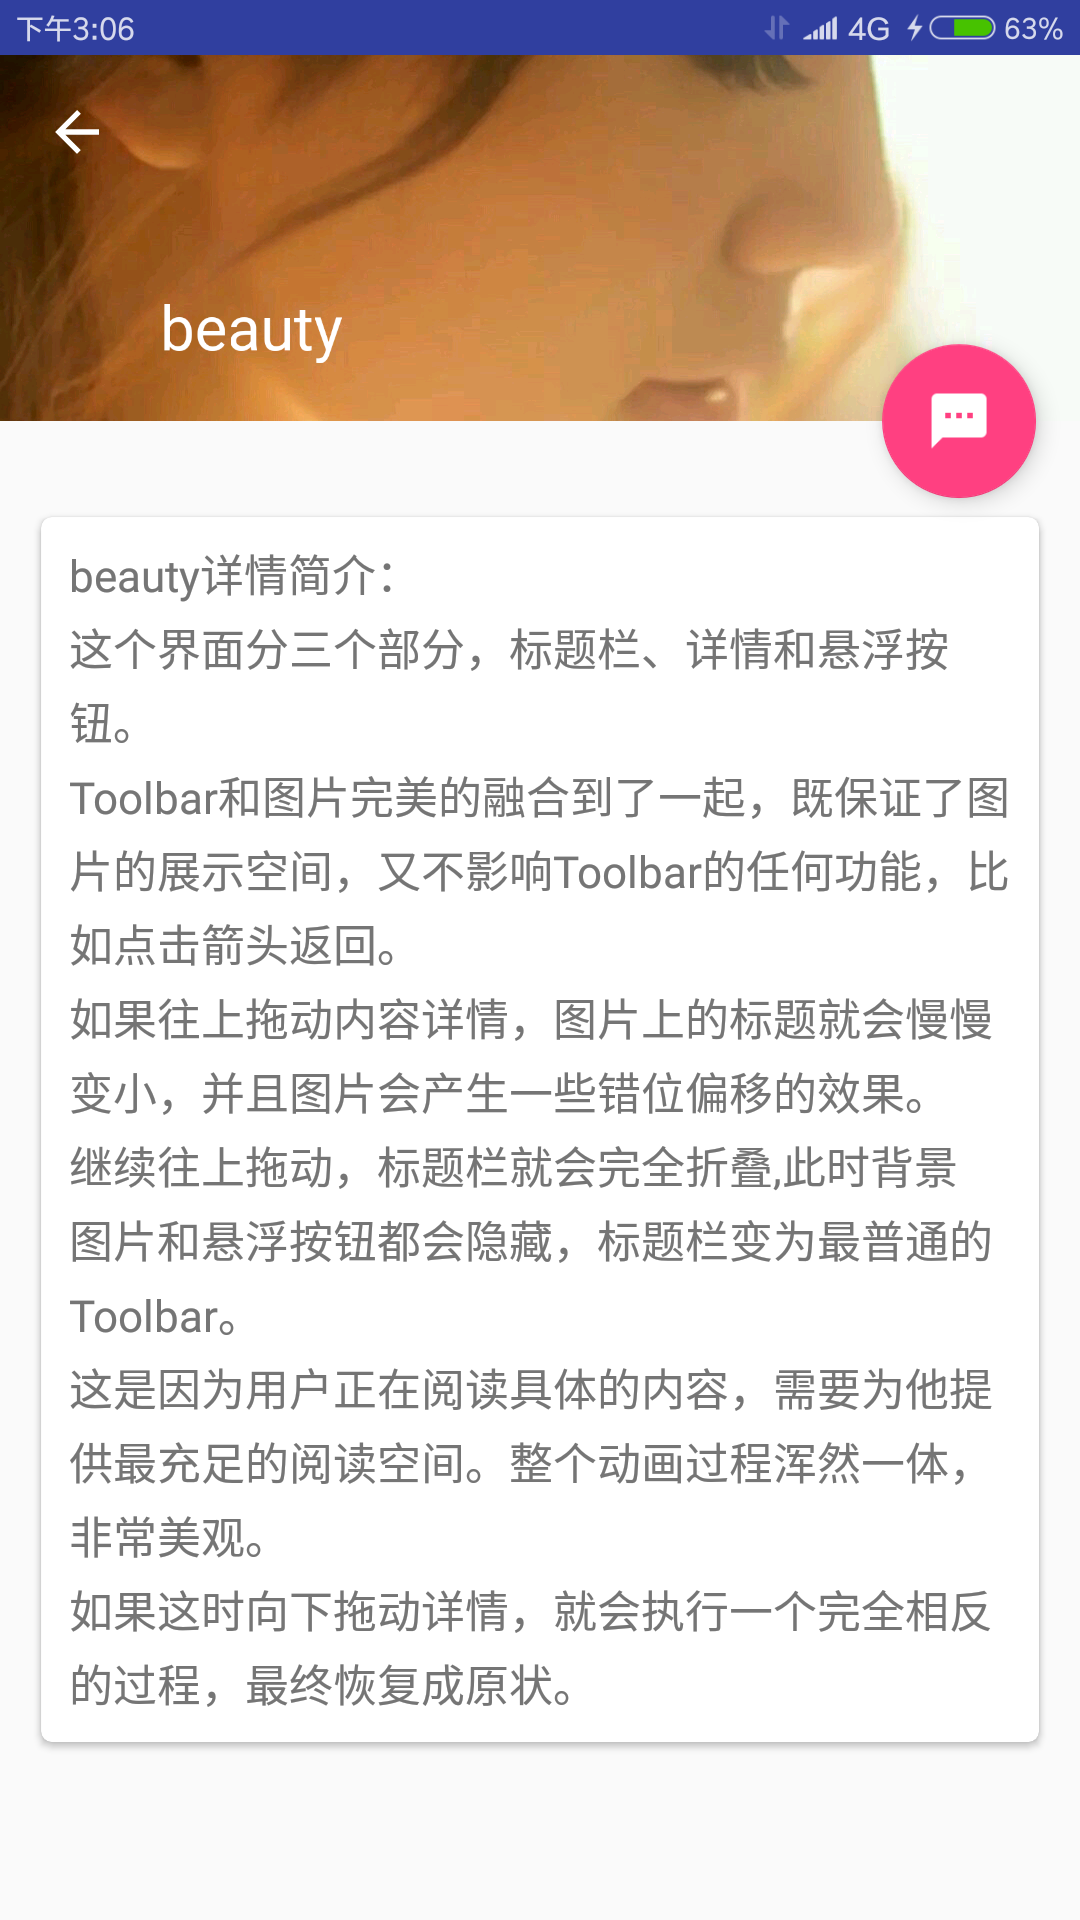 下午3:06
4G
63%
beauty
beauty详情简介：
这个界面分三个部分，标题栏、详情和悬浮按
钮。
Toolbar和图片完美的融合到了一起，既保证了图
片的展示空间，又不影响Toolbar的任何功能，比
如点击箭头返回。
如果往上拖动内容详情，图片上的标题就会慢慢
变小，并且图片会产生一些错位偏移的效果。
继续往上拖动，标题栏就会完全折叠,此时背景
图片和悬浮按钮都会隐藏，标题栏变为最普通的
Toolbar。
这是因为用户正在阅读具体的内容，需要为他提
供最充足的阅读空间。整个动画过程浑然一体，
非常美观。
如果这时向下拖动详情，就会执行一个完全相反
的过程，最终恢复成原状。